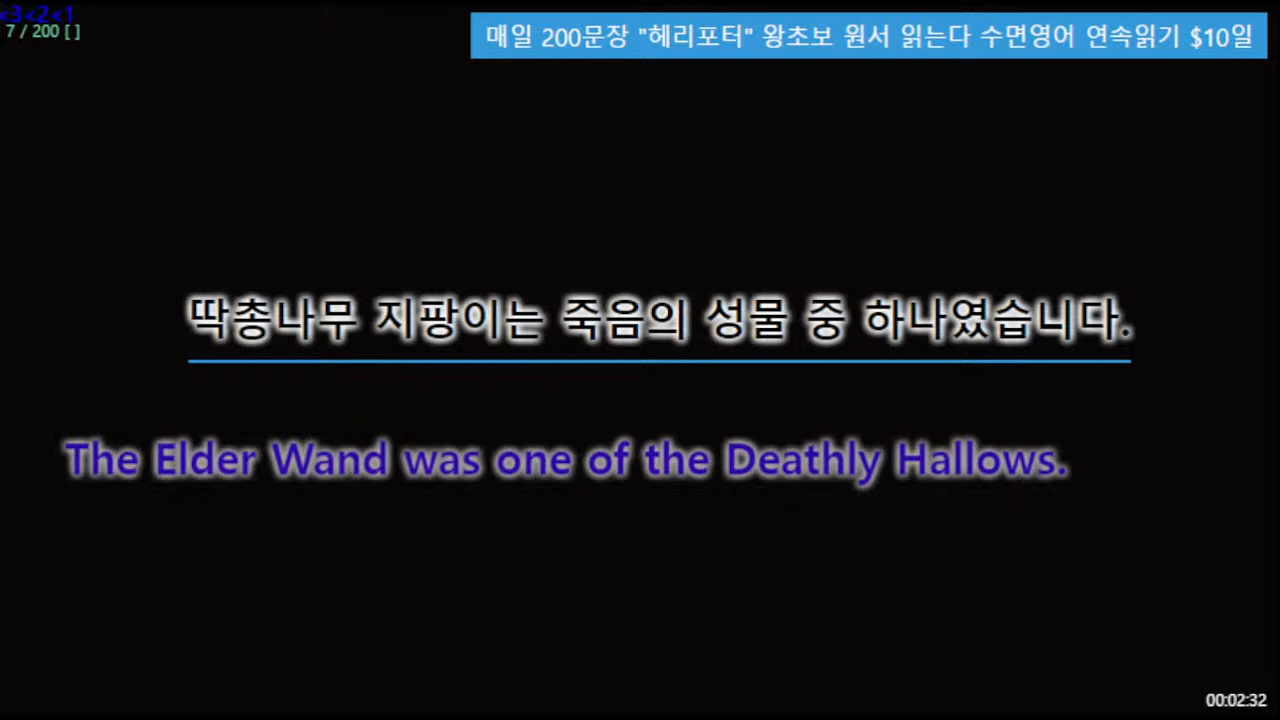 <3<2<1
7 / 200 [ ]
매일 200문장 "헤리포터" 왕초보 원서 읽는다 수면영어 연속읽기 $10일
딱총나무 지팡이는 죽음의 성물 중 하나였습니다.
The Elder Wand was one of the Deathly Hallows.
00:02:32